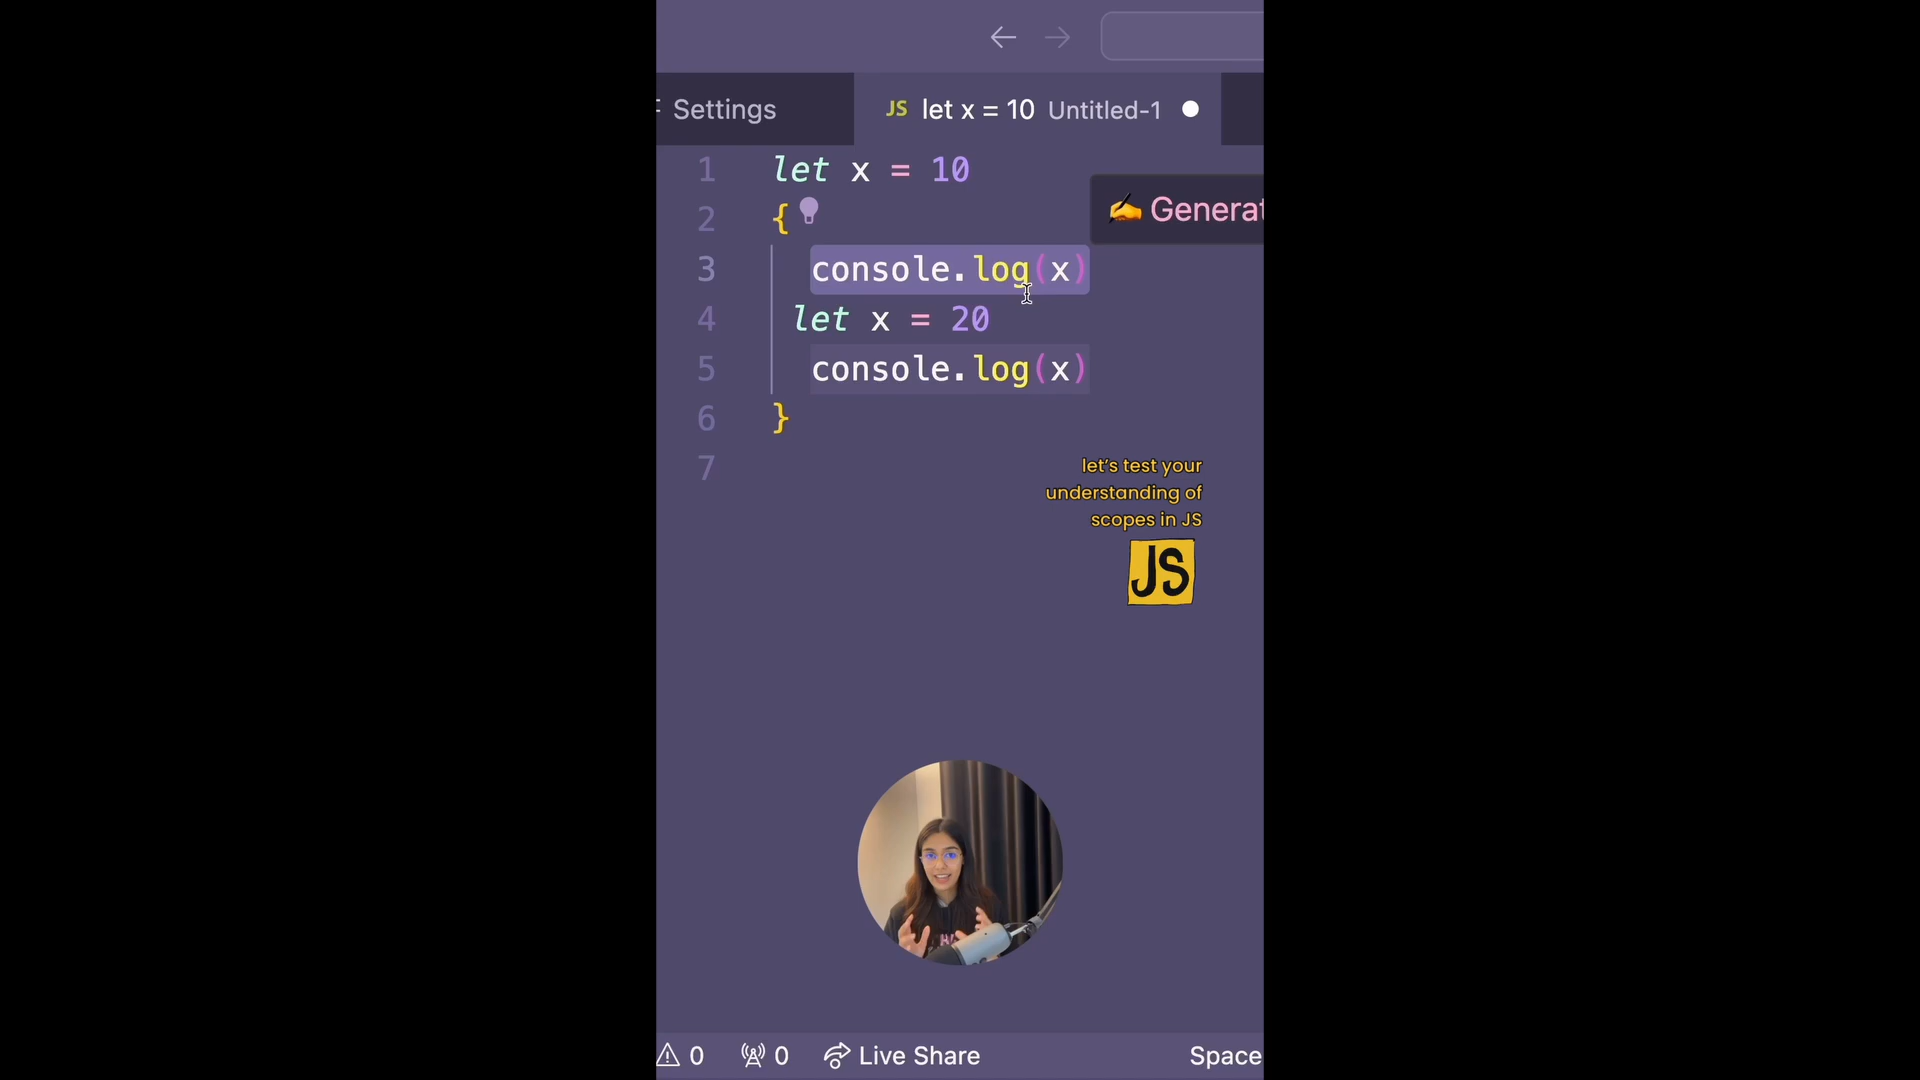 Settings
JS let x = 10 Untitled-1
1 let x = 10
2 {
✍️ Generat
3 console.log(x)
4 let x = 20
5 console.log(x)
6 }
7
let's test your
understanding of
scopes in JS
JS
0 0 Live Share Space